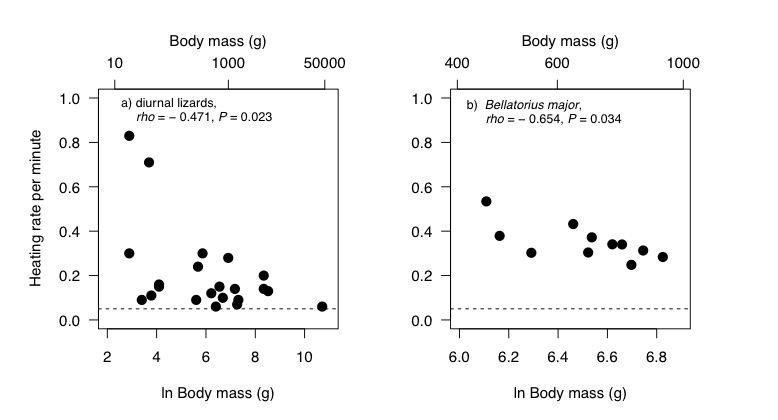 Body mass (g)
10 1000 50000
a) diurnal lizards,
rho = − 0.471, P = 0.023
Heating rate per minute
1.0
0.8
0.6
0.4
0.2
0.0
2 4 6 8 10
ln Body mass (g)
Body mass (g)
400 600 1000
b) Bellatorius major,
rho = − 0.654, P = 0.034
1.0
0.8
0.6
0.4
0.2
0.0
6.0 6.2 6.4 6.6 6.8
ln Body mass (g)